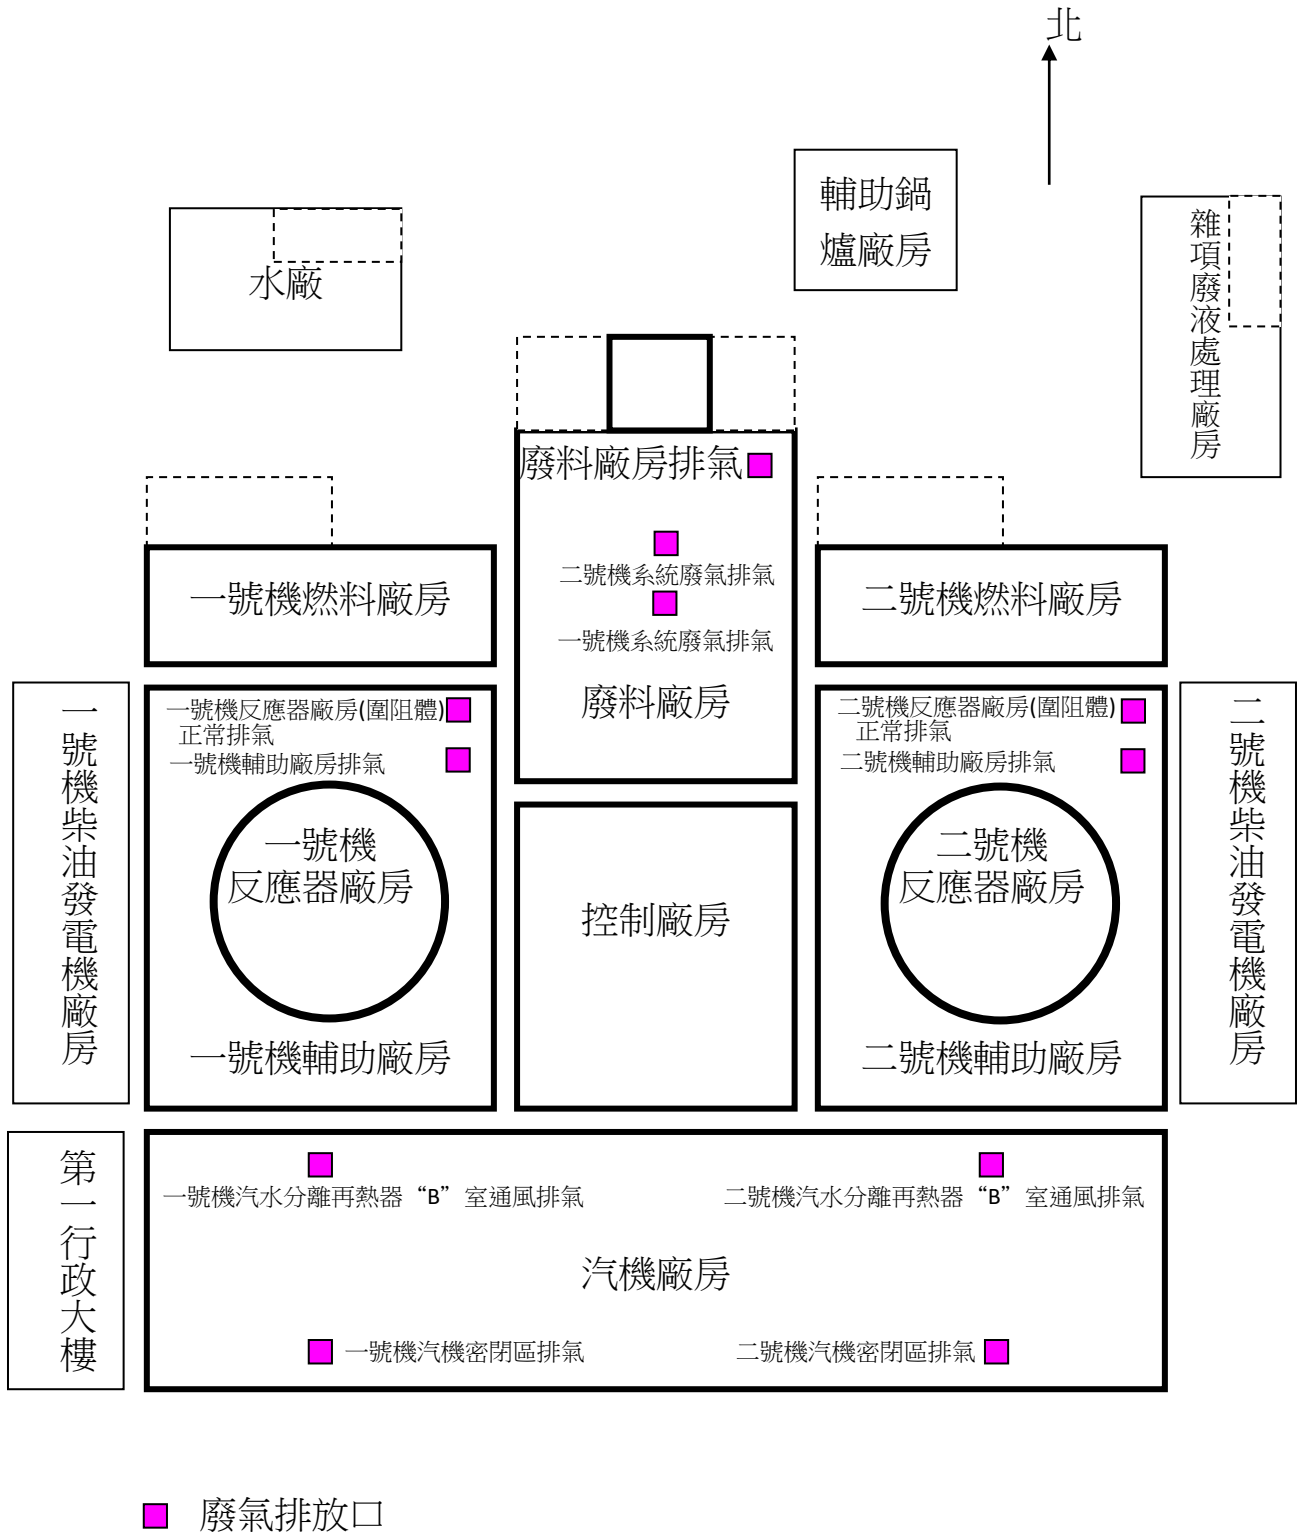 北
輔助鍋
爐廠房
雜項廢液處理廠房
水廠
廢料廠房排氣
二號機系統廢氣排氣
一號機系統廢氣排氣
廢料廠房
一號機燃料廠房
二號機燃料廠房
一號機柴油發電機廠房
一號機反應器廠房(圍阻體)
正常排氣
一號機輔助廠房排氣
一號機
反應器廠房
一號機輔助廠房
控制廠房
二號機反應器廠房(圍阻體)
正常排氣
二號機輔助廠房排氣
二號機
反應器廠房
二號機輔助廠房
二號機柴油發電機廠房
第一行政大樓
一號機汽水分離再熱器“B”室通風排氣
二號機汽水分離再熱器“B”室通風排氣
汽機廠房
一號機汽機密閉區排氣
二號機汽機密閉區排氣
廢氣排放口